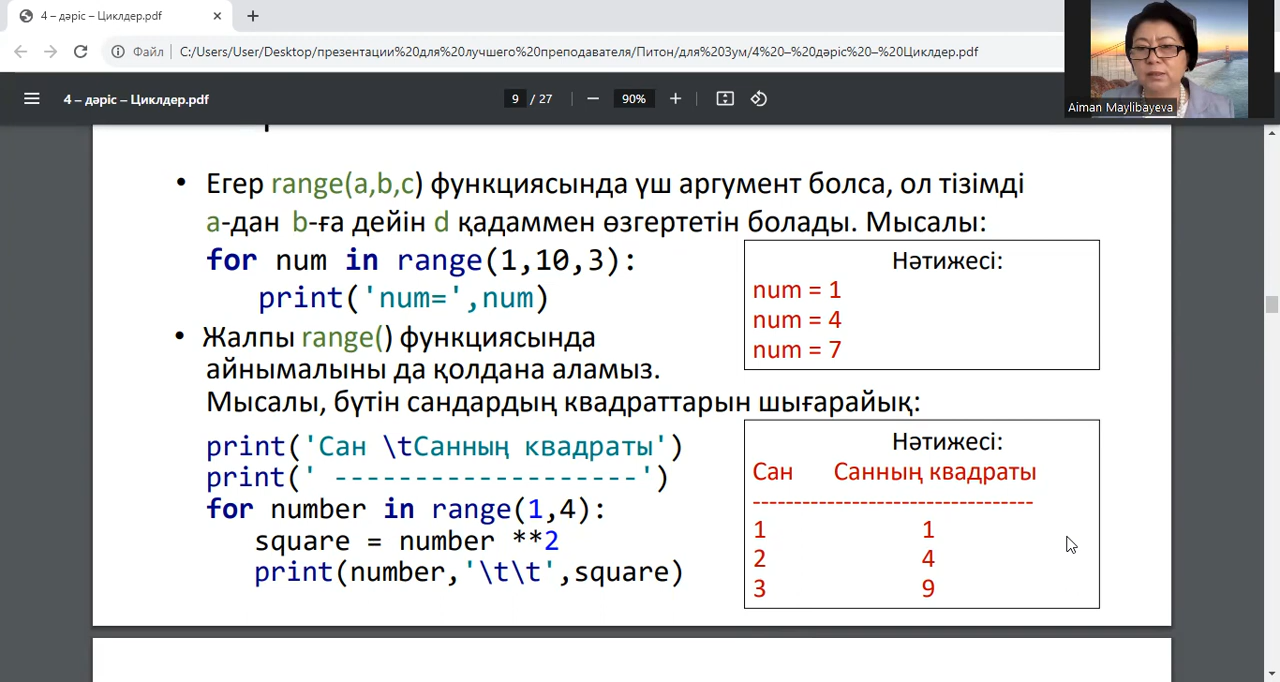 4 – дәріс – Циклдер.pdf
Файл
C:/Users/User/Desktop/презентации%20для%20лучшего%20преподавателя/Питон/для%20Зум/4%20-%20дәріс%20-%20Циклдер.pdf
Aiman Maylibayeva
4 – дәріс – Циклдер.pdf
9 / 27
90%
• Егер range(a,b,c) функциясында үш аргумент болса, ол тізімді
a-дан b-ға дейін d қадаммен өзгертетін болады. Мысалы:
for num in range(1,10,3):
print('num=',num)
Нәтижесі:
num = 1
num = 4
num = 7
• Жалпы range() функциясында
айнымалыны да қолдана аламыз.
Мысалы, бүтін сандардың квадраттарын шығарайық:
print('Сан \tСанның квадраты')
print(' -------------------')
for number in range(1,4):
square = number **2
print(number,'\t\t',square)
Нәтижесі:
Сан Санның квадраты
----------------------------------
1 1
2 4
3 9